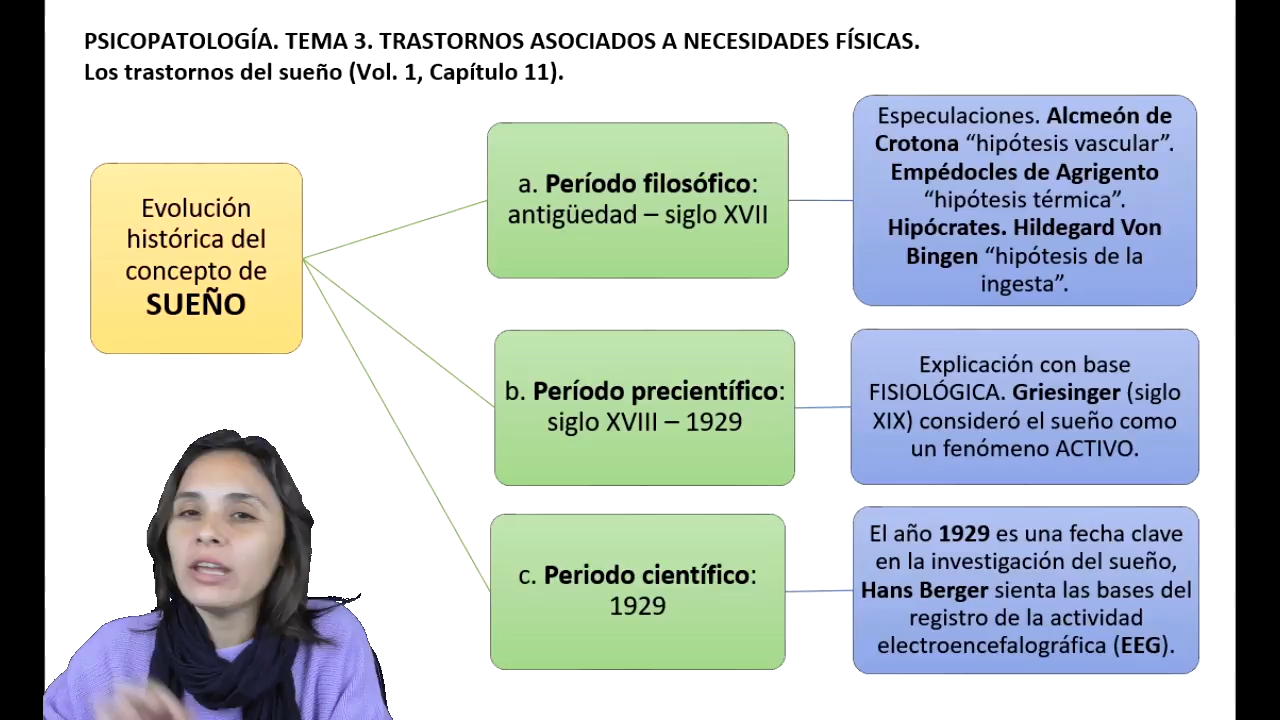 PSICOPATOLOGÍA. TEMA 3. TRASTORNOS ASOCIADOS A NECESIDADES FÍSICAS.
Los trastornos del sueño (Vol. 1, Capítulo 11).
Evolución
histórica del
concepto de
SUEÑO
a. Período filosófico:
antigüedad – siglo XVII
Especulaciones. Alcmeón de
Crotona “hipótesis vascular”.
Empédocles de Agrigento
“hipótesis térmica”.
Hipócrates. Hildegard Von
Bingen “hipótesis de la
ingesta”.
b. Período precientífico:
siglo XVIII – 1929
Explicación con base
FISIOLÓGICA. Griesinger (siglo
XIX) consideró el sueño como
un fenómeno ACTIVO.
c. Periodo científico:
1929
El año 1929 es una fecha clave
en la investigación del sueño,
Hans Berger sienta las bases del
registro de la actividad
electroencefalográfica (EEG).